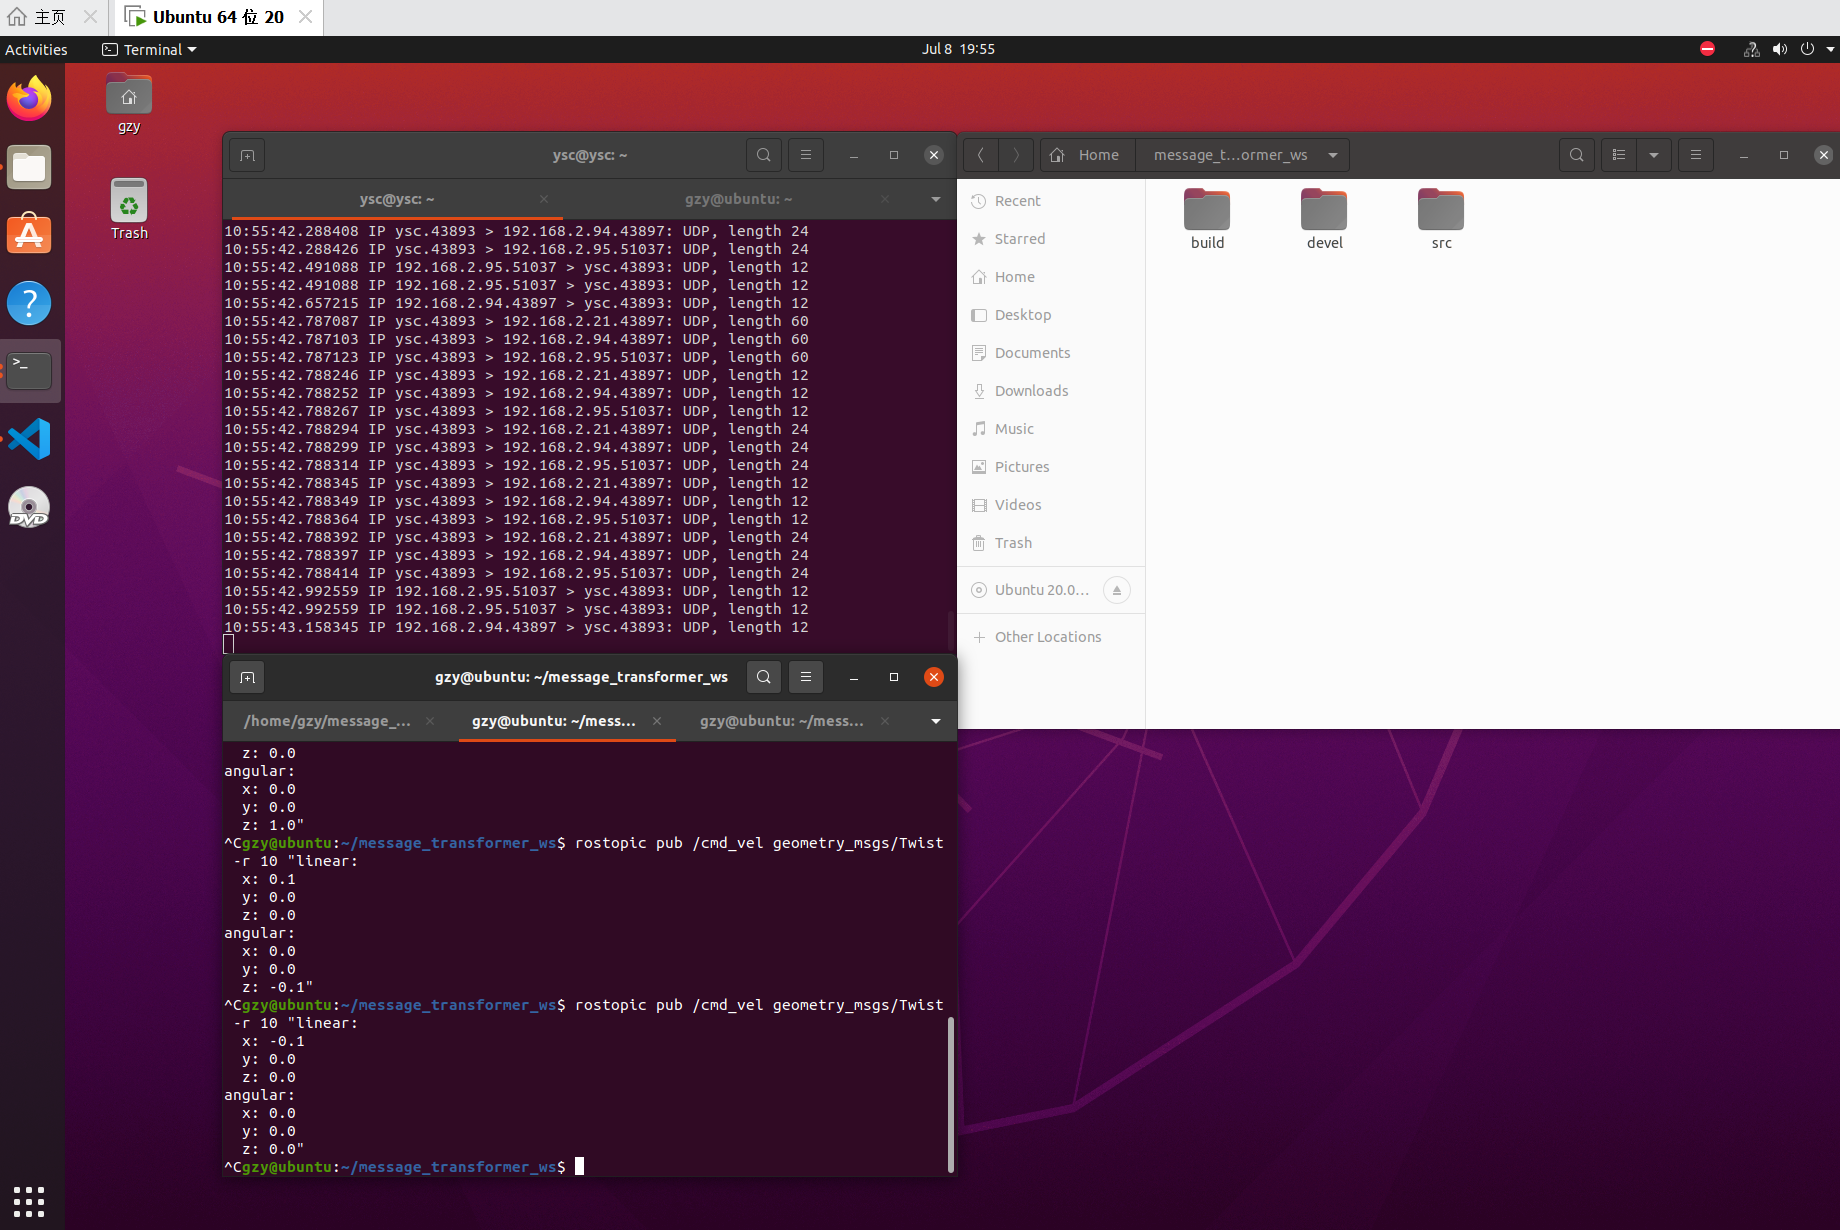 主页
Ubuntu 64 位 20
Activities
Terminal
Jul 8 19:55
gzy
Trash
ysc@ysc: ~
ysc@ysc: ~
gzy@ubuntu: ~
10:55:42.288408 IP ysc.43893 > 192.168.2.94.43897: UDP, length 24
10:55:42.288426 IP ysc.43893 > 192.168.2.95.51037: UDP, length 24
10:55:42.491088 IP 192.168.2.95.51037 > ysc.43893: UDP, length 12
10:55:42.491088 IP 192.168.2.95.51037 > ysc.43893: UDP, length 12
10:55:42.657215 IP 192.168.2.94.43897 > ysc.43893: UDP, length 12
10:55:42.787087 IP ysc.43893 > 192.168.2.21.43897: UDP, length 60
10:55:42.787103 IP ysc.43893 > 192.168.2.94.43897: UDP, length 60
10:55:42.787123 IP ysc.43893 > 192.168.2.95.51037: UDP, length 60
10:55:42.788246 IP ysc.43893 > 192.168.2.21.43897: UDP, length 12
10:55:42.788252 IP ysc.43893 > 192.168.2.94.43897: UDP, length 12
10:55:42.788267 IP ysc.43893 > 192.168.2.95.51037: UDP, length 12
10:55:42.788294 IP ysc.43893 > 192.168.2.21.43897: UDP, length 24
10:55:42.788299 IP ysc.43893 > 192.168.2.94.43897: UDP, length 24
10:55:42.788314 IP ysc.43893 > 192.168.2.95.51037: UDP, length 24
10:55:42.788345 IP ysc.43893 > 192.168.2.21.43897: UDP, length 12
10:55:42.788349 IP ysc.43893 > 192.168.2.94.43897: UDP, length 12
10:55:42.788364 IP ysc.43893 > 192.168.2.95.51037: UDP, length 12
10:55:42.788392 IP ysc.43893 > 192.168.2.21.43897: UDP, length 24
10:55:42.788397 IP ysc.43893 > 192.168.2.94.43897: UDP, length 24
10:55:42.788414 IP ysc.43893 > 192.168.2.95.51037: UDP, length 24
10:55:42.992559 IP 192.168.2.95.51037 > ysc.43893: UDP, length 12
10:55:42.992559 IP 192.168.2.95.51037 > ysc.43893: UDP, length 12
10:55:43.158345 IP 192.168.2.94.43897 > ysc.43893: UDP, length 12
Home
message_t...ormer_ws
Recent
Starred
Home
Desktop
Documents
Downloads
Music
Pictures
Videos
Trash
Ubuntu 20.0...
Other Locations
build
devel
src
gzy@ubuntu: ~/message_transformer_ws
/home/gzy/message_...
gzy@ubuntu: ~/mess...
gzy@ubuntu: ~/mess...
z: 0.0
angular:
x: 0.0
y: 0.0
z: 1.0"
^Cgzy@ubuntu:~/message_transformer_ws$ rostopic pub /cmd_vel geometry_msgs/Twist
-r 10 "linear:
x: 0.1
y: 0.0
z: 0.0
angular:
x: 0.0
y: 0.0
z: -0.1"
^Cgzy@ubuntu:~/message_transformer_ws$ rostopic pub /cmd_vel geometry_msgs/Twist
-r 10 "linear:
x: -0.1
y: 0.0
z: 0.0
angular:
x: 0.0
y: 0.0
z: 0.0"
^Cgzy@ubuntu:~/message_transformer_ws$
DVD